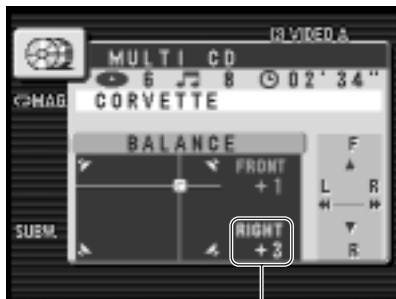 VIDEO A
MULTI CD
6 8 02'34"
MAG
CORVETTE
BALANCE
FRONT
+1
F
L R
R
SUBW.
RIGHT
+3